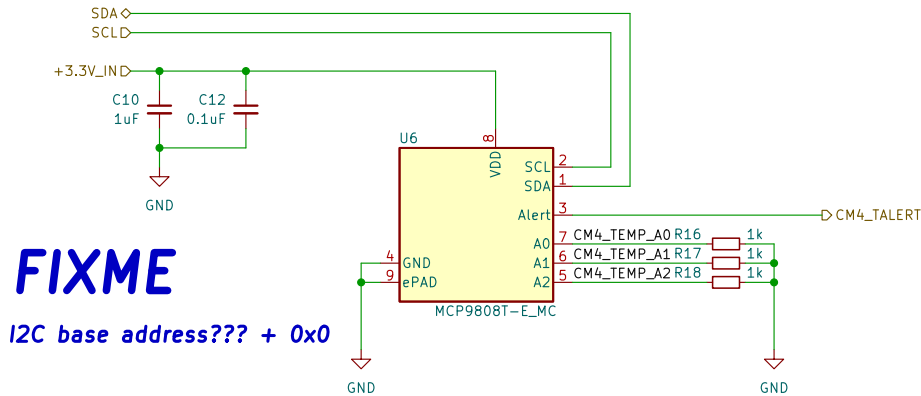 SDA
SCL
+3.3V_IN
C10
1uF
C12
0.1uF
GND
U6
8
VDD
SCL 2
SDA 1
Alert 3
CM4_TALERT
A0 7 CM4_TEMP_A0 R16 1k
A1 6 CM4_TEMP_A1 R17 1k
A2 5 CM4_TEMP_A2 R18 1k
4 GND
9 ePAD
MCP9808T-E_MC
FIXME
I2C base address??? + 0x0
GND
GND